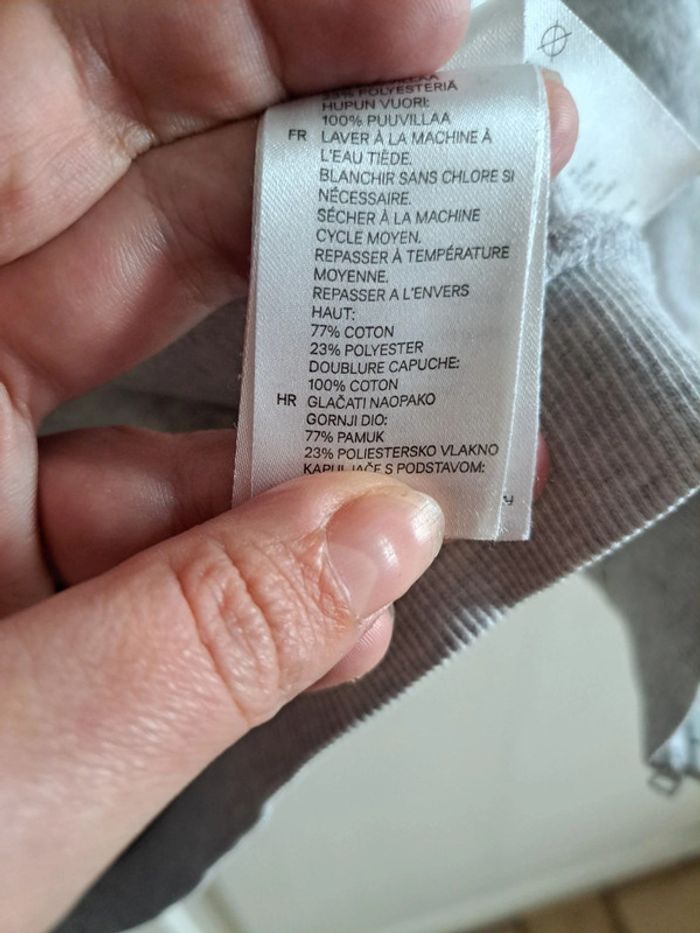 POLYESTERIÄ
HUPUN VUORI:
100% PUUVILLAA
FR LAVER À LA MACHINE À
L'EAU TIÈDE.
BLANCHIR SANS CHLORE SI
NÉCESSAIRE.
SÉCHER À LA MACHINE
CYCLE MOYEN.
REPASSER À TEMPÉRATURE
MOYENNE.
REPASSER A L'ENVERS
HAUT:
77% COTON
23% POLYESTER
DOUBLURE CAPUCHE:
100% COTON
HR GLAČATI NAOPAKO
GORNJI DIO:
77% PAMUK
23% POLIESTERSKO VLAKNO
S PODSTAVOM: